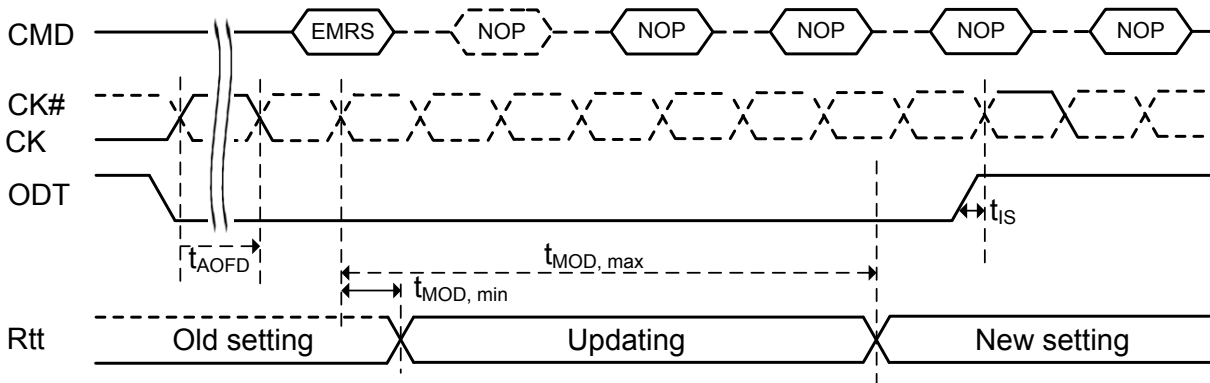 CMD EMRS NOP NOP NOP NOP NOP
CK#
CK
ODT
tIS
tAOFD
tMOD, max
tMOD, min
Rtt Old setting Updating New setting